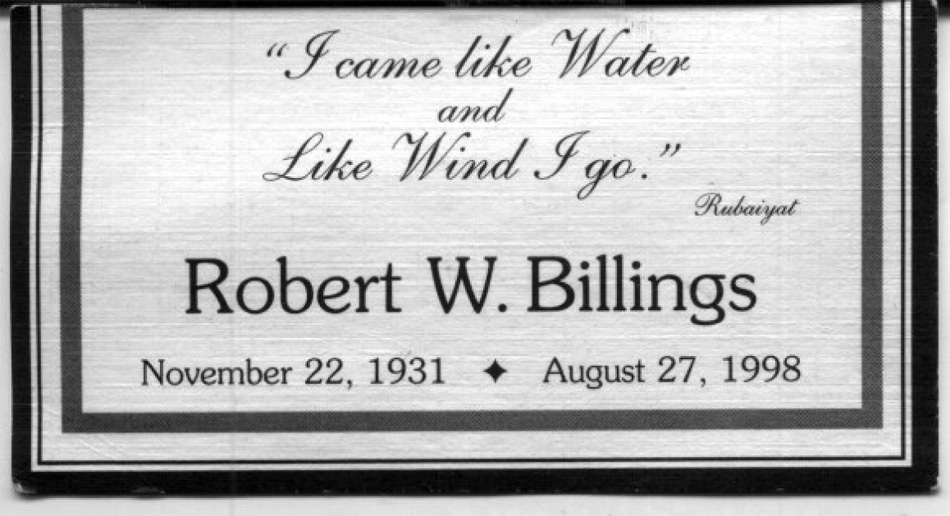 “I came like Water
and
Like Wind I go.”
Rubaiyat
Robert W. Billings
November 22, 1931 ✦ August 27, 1998